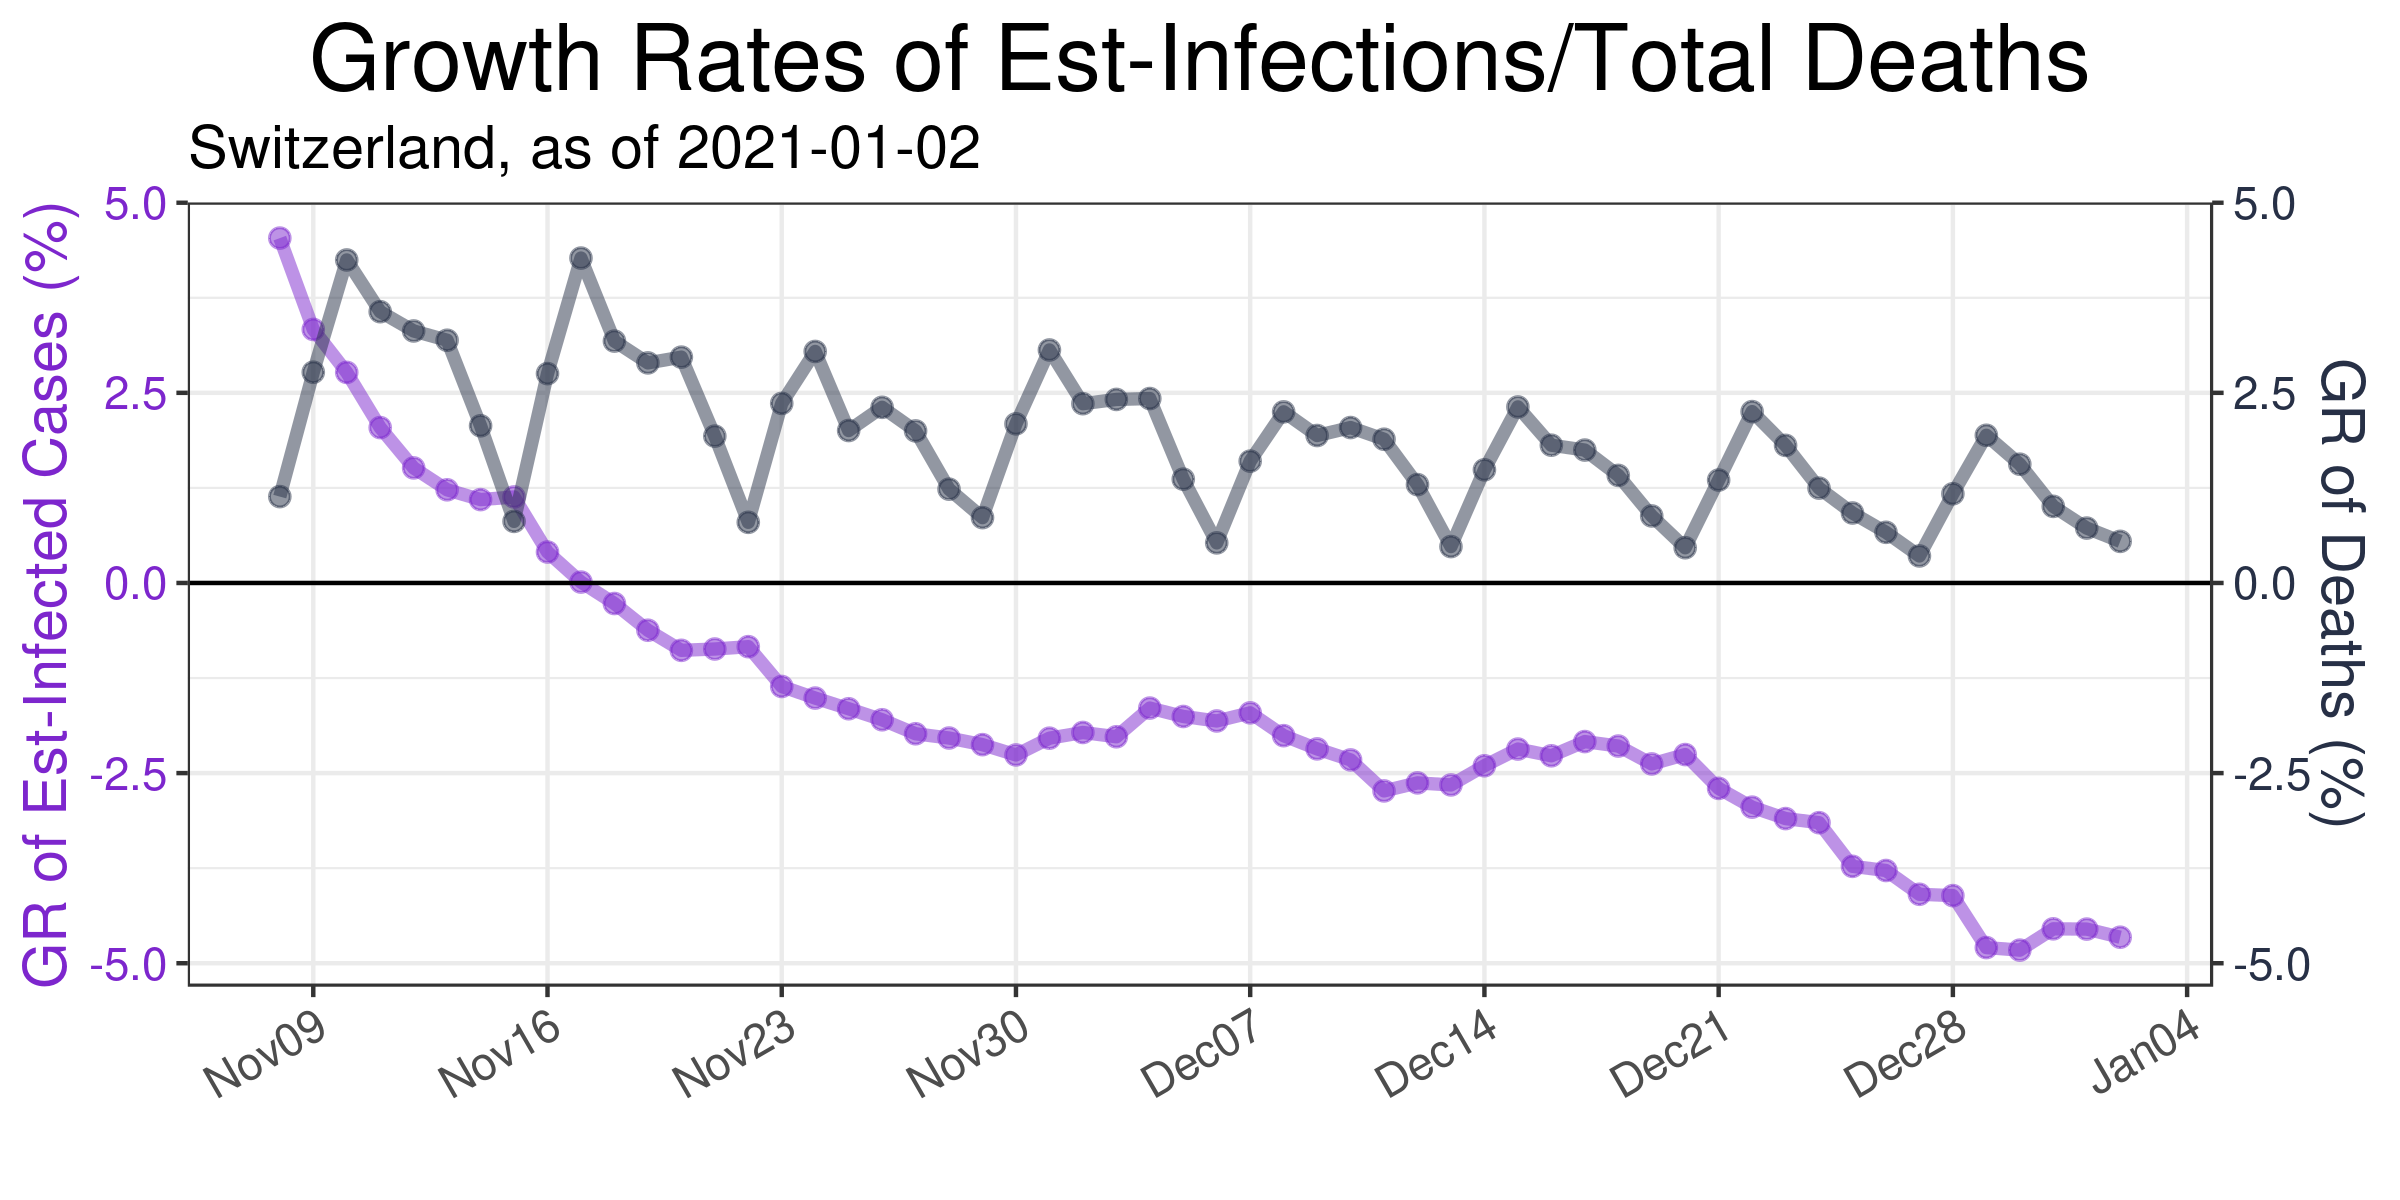 Growth Rates of Est-Infections/Total Deaths
Switzerland, as of 2021-01-02
GR of Est-Infected Cases (%)
5.0
2.5
0.0
-2.5
-5.0
5.0
2.5
0.0
-2.5
-5.0
GR of Deaths (%)
Nov09
Nov16
Nov23
Nov30
Dec07
Dec14
Dec21
Dec28
Jan04